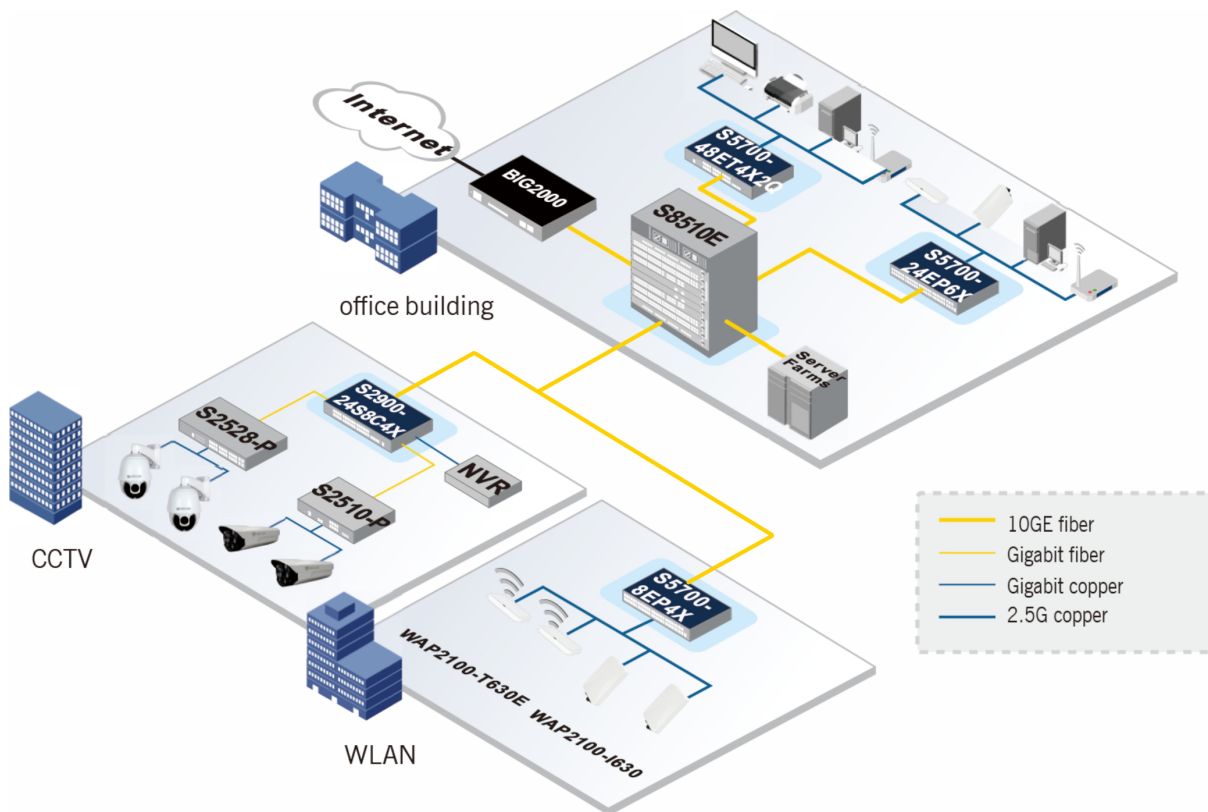 Internet
BIG2000
S8510E
S5700-
48ET4X2Q
S5700-
24EP6X
Server
Farms
office building
S2900-
24S8C4X
S2528-P
S2510-P
NVR
CCTV
S5700-
8EP4X
WAP2100-T630E
WAP2100-I630
WLAN
10GE fiber
Gigabit fiber
Gigabit copper
2.5G copper